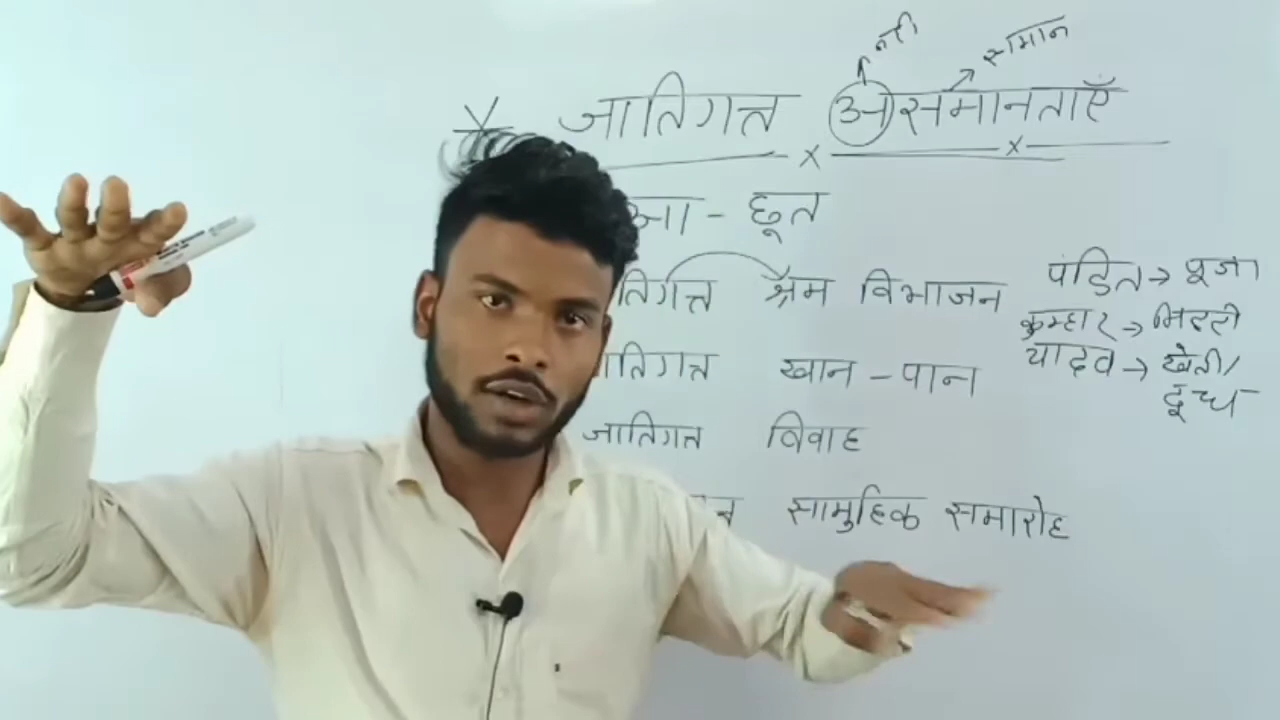 नही
समान
जातिगत्त असमानताएँ
- छूत
श्रम विभाजन
खान - पान
जातिगत्त विवाह
सामुहिक समारोह
पंडित → पूजा
कुम्हार → मिट्टी
यादव → खेती/
दूध